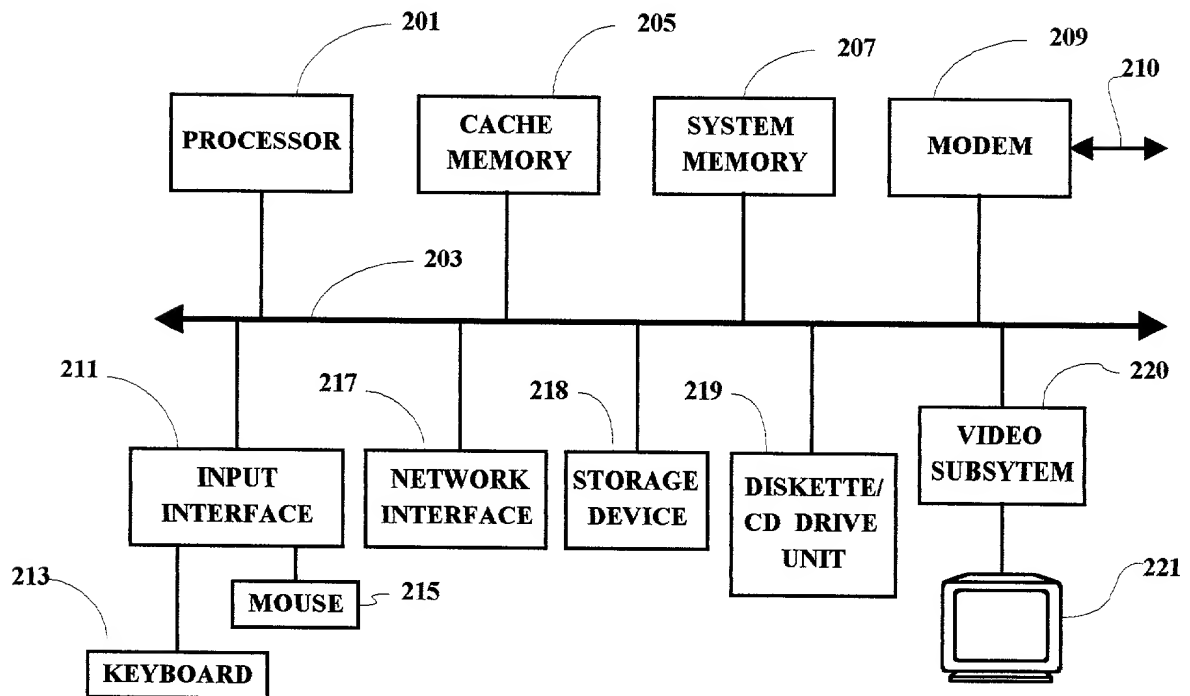 201
205
207
209
210
PROCESSOR
CACHE
MEMORY
SYSTEM
MEMORY
MODEM
203
211
217
218
219
220
INPUT
INTERFACE
NETWORK
INTERFACE
STORAGE
DEVICE
DISKETTE/
CD DRIVE
UNIT
VIDEO
SUBSYTEM
213
MOUSE
215
221
KEYBOARD